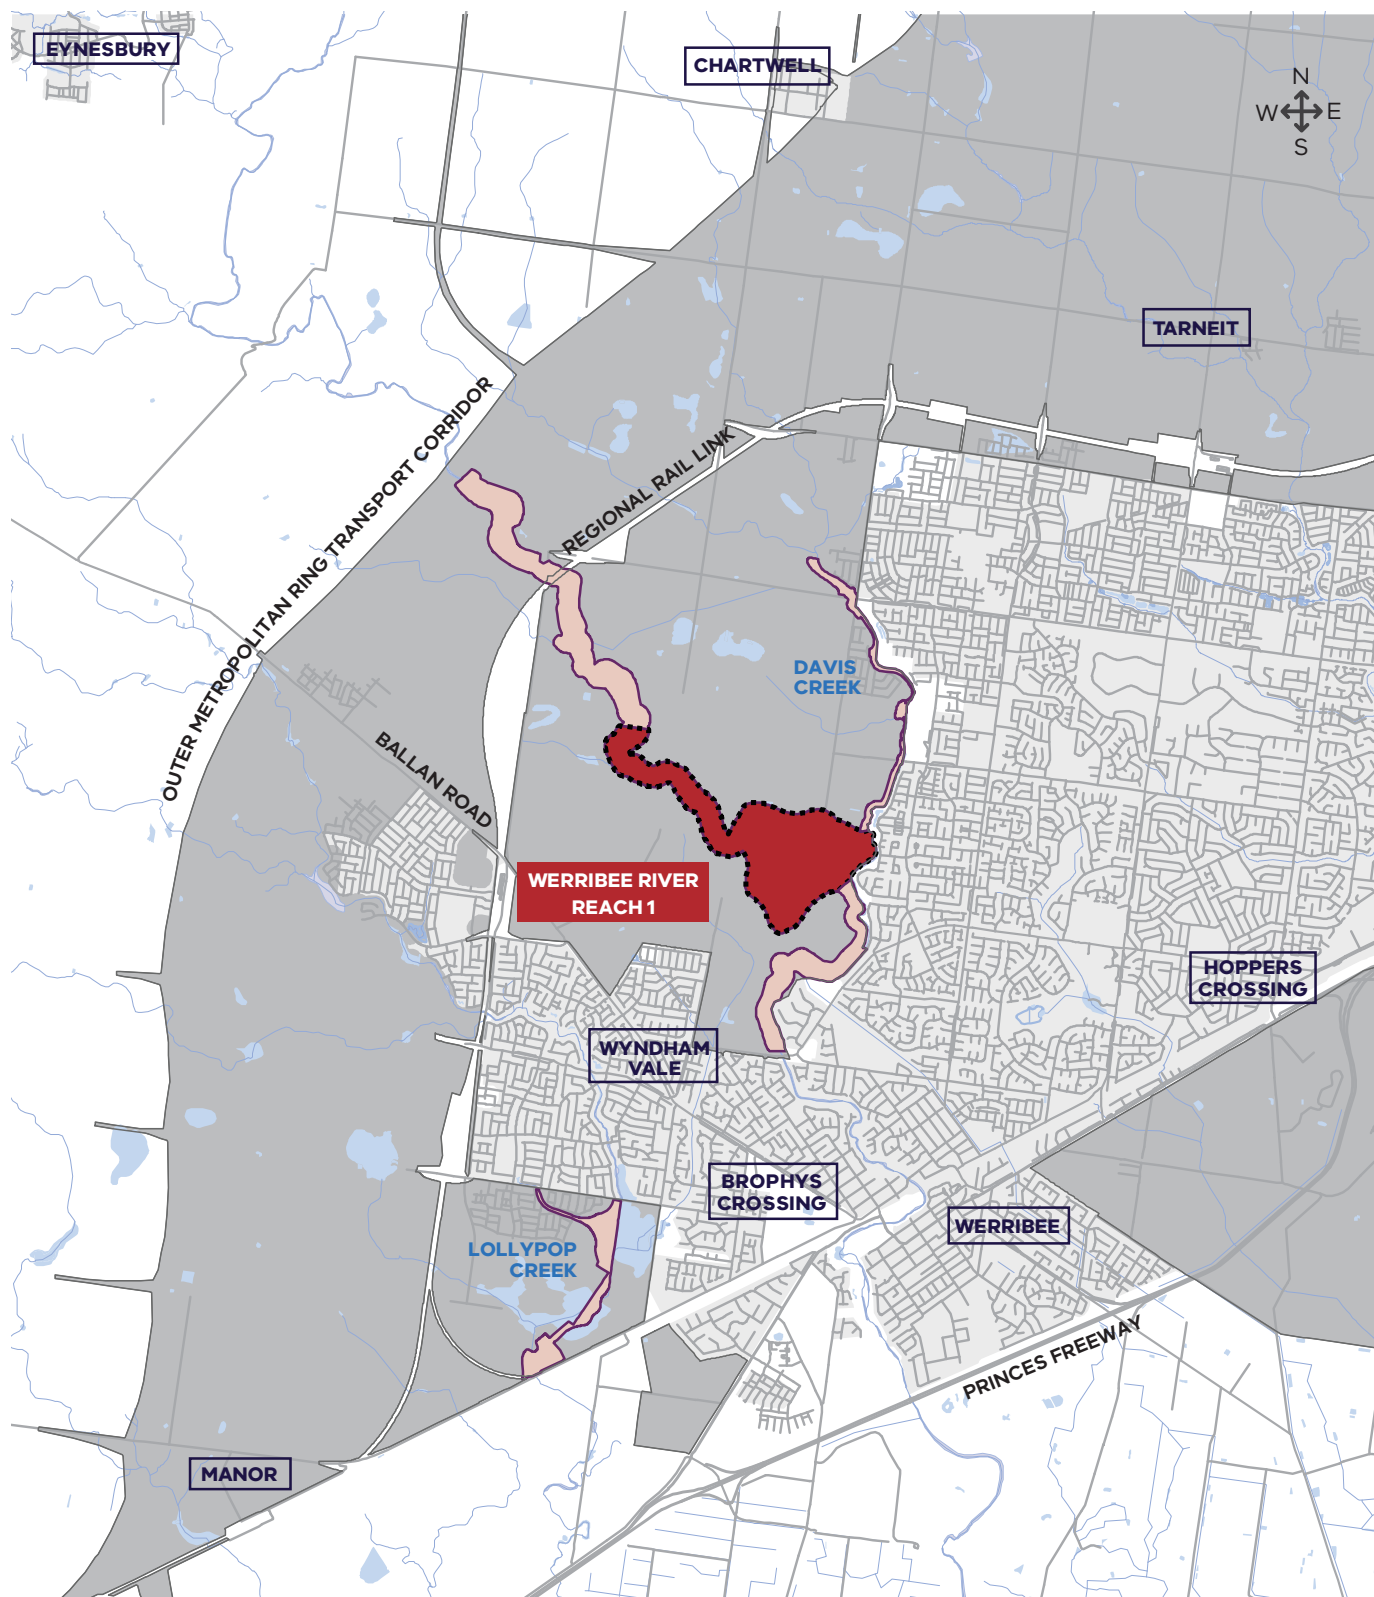 EYNESBURY
CHARTWELL
N
W E
S
TARNEIT
OUTER METROPOLITAN RING TRANSPORT CORRIDOR
REGIONAL RAIL LINK
DAVIS
CREEK
BALLAN ROAD
WERRIBEE RIVER
REACH 1
HOPPERS
CROSSING
WYNDHAM
VALE
BROPHYS
CROSSING
WERRIBEE
LOLLYPOP
CREEK
PRINCES FREEWAY
MANOR